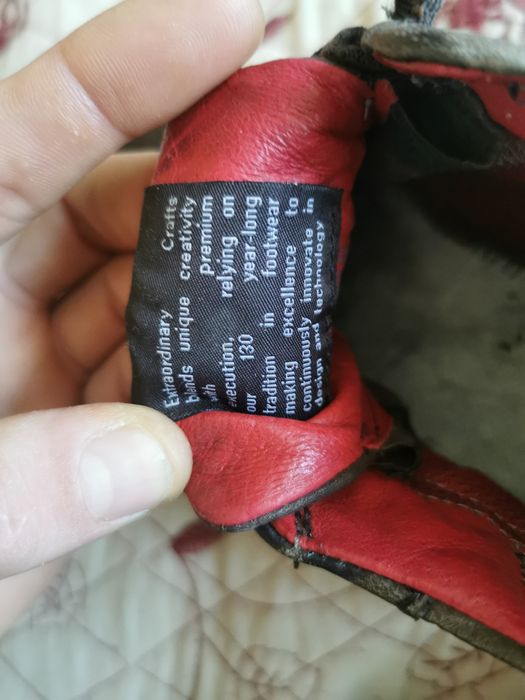 Extraordinary Crafts
blends unique creativity
with premium
execution, relying on
our 130 year-long
tradition in footwear
making excellence to
continuously innovate in
design and technology